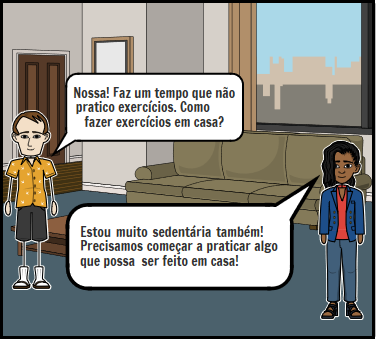 Nossa! Faz um tempo que não
pratico exercícios. Como
fazer exercícios em casa?
Estou muito sedentária também!
Precisamos começar a praticar algo
que possa ser feito em casa!